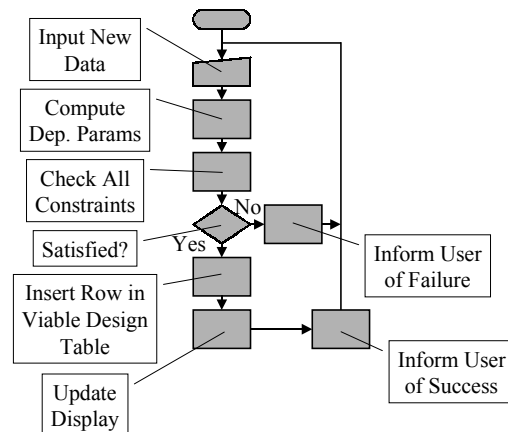 Input New
Data
Compute
Dep. Params
Check All
Constraints
No
Satisfied?
Yes
Inform User
of Failure
Insert Row in
Viable Design
Table
Update
Display
Inform User
of Success